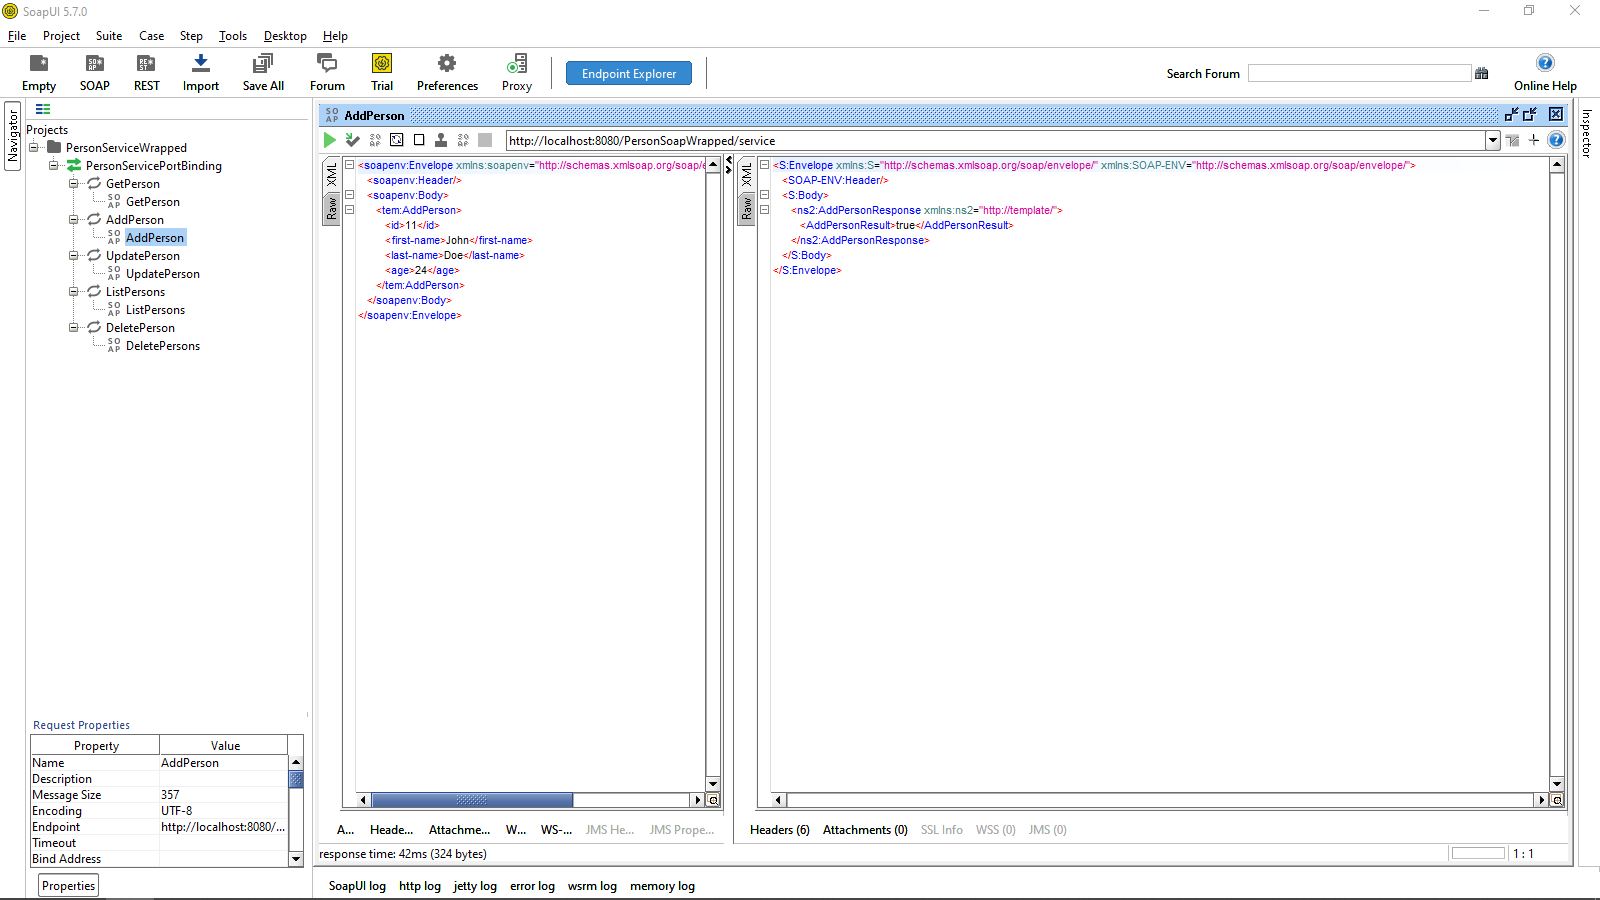 SoapUI 5.7.0
File Project Suite Case Step Tools Desktop Help
Empty SOAP REST Import Save All Forum Trial Preferences Proxy
Endpoint Explorer
Search Forum
Online Help
Navigator
Projects
PersonServiceWrapped
PersonServicePortBinding
GetPerson
GetPerson
AddPerson
AddPerson
UpdatePerson
UpdatePerson
ListPersons
ListPersons
DeletePerson
DeletePersons
Request Properties
Property Value
Name AddPerson
Description
Message Size 357
Encoding UTF-8
Endpoint http://localhost:8080/...
Timeout
Bind Address
Properties
AddPerson
http://localhost:8080/PersonSoapWrapped/service
XML
Raw
<soapenv:Envelope xmlns:soapenv="http://schemas.xmlsoap.org/soap/e
<soapenv:Header/>
<soapenv:Body>
<tem:AddPerson>
<id>11</id>
<first-name>John</first-name>
<last-name>Doe</last-name>
<age>24</age>
</tem:AddPerson>
</soapenv:Body>
</soapenv:Envelope>
A... Heade... Attachme... W... WS-... JMS He... JMS Prope...
XML
Raw
<S:Envelope xmlns:S="http://schemas.xmlsoap.org/soap/envelope/" xmlns:SOAP-ENV="http://schemas.xmlsoap.org/soap/envelope/">
<SOAP-ENV:Header/>
<S:Body>
<ns2:AddPersonResponse xmlns:ns2="http://template/">
<AddPersonResult>true</AddPersonResult>
</ns2:AddPersonResponse>
</S:Body>
</S:Envelope>
Headers (6) Attachments (0) SSL Info WSS (0) JMS (0)
response time: 42ms (324 bytes)
1 : 1
SoapUI log http log jetty log error log wsrm log memory log
Inspector